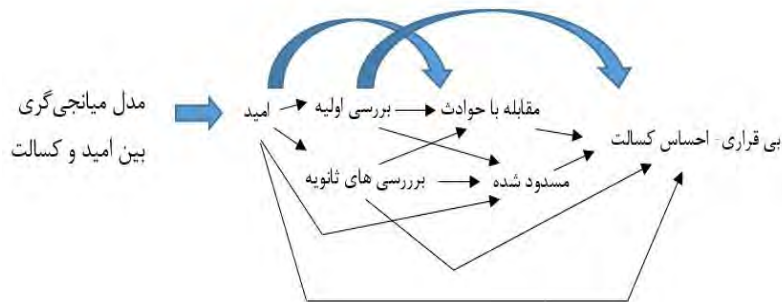 مدل میانجی‌گری
بین امید و کسالت
امید
بررسی اولیه
مقابله با حوادث
بی قراری- احساس کسالت
برررسی های ثانویه
مسدود شده